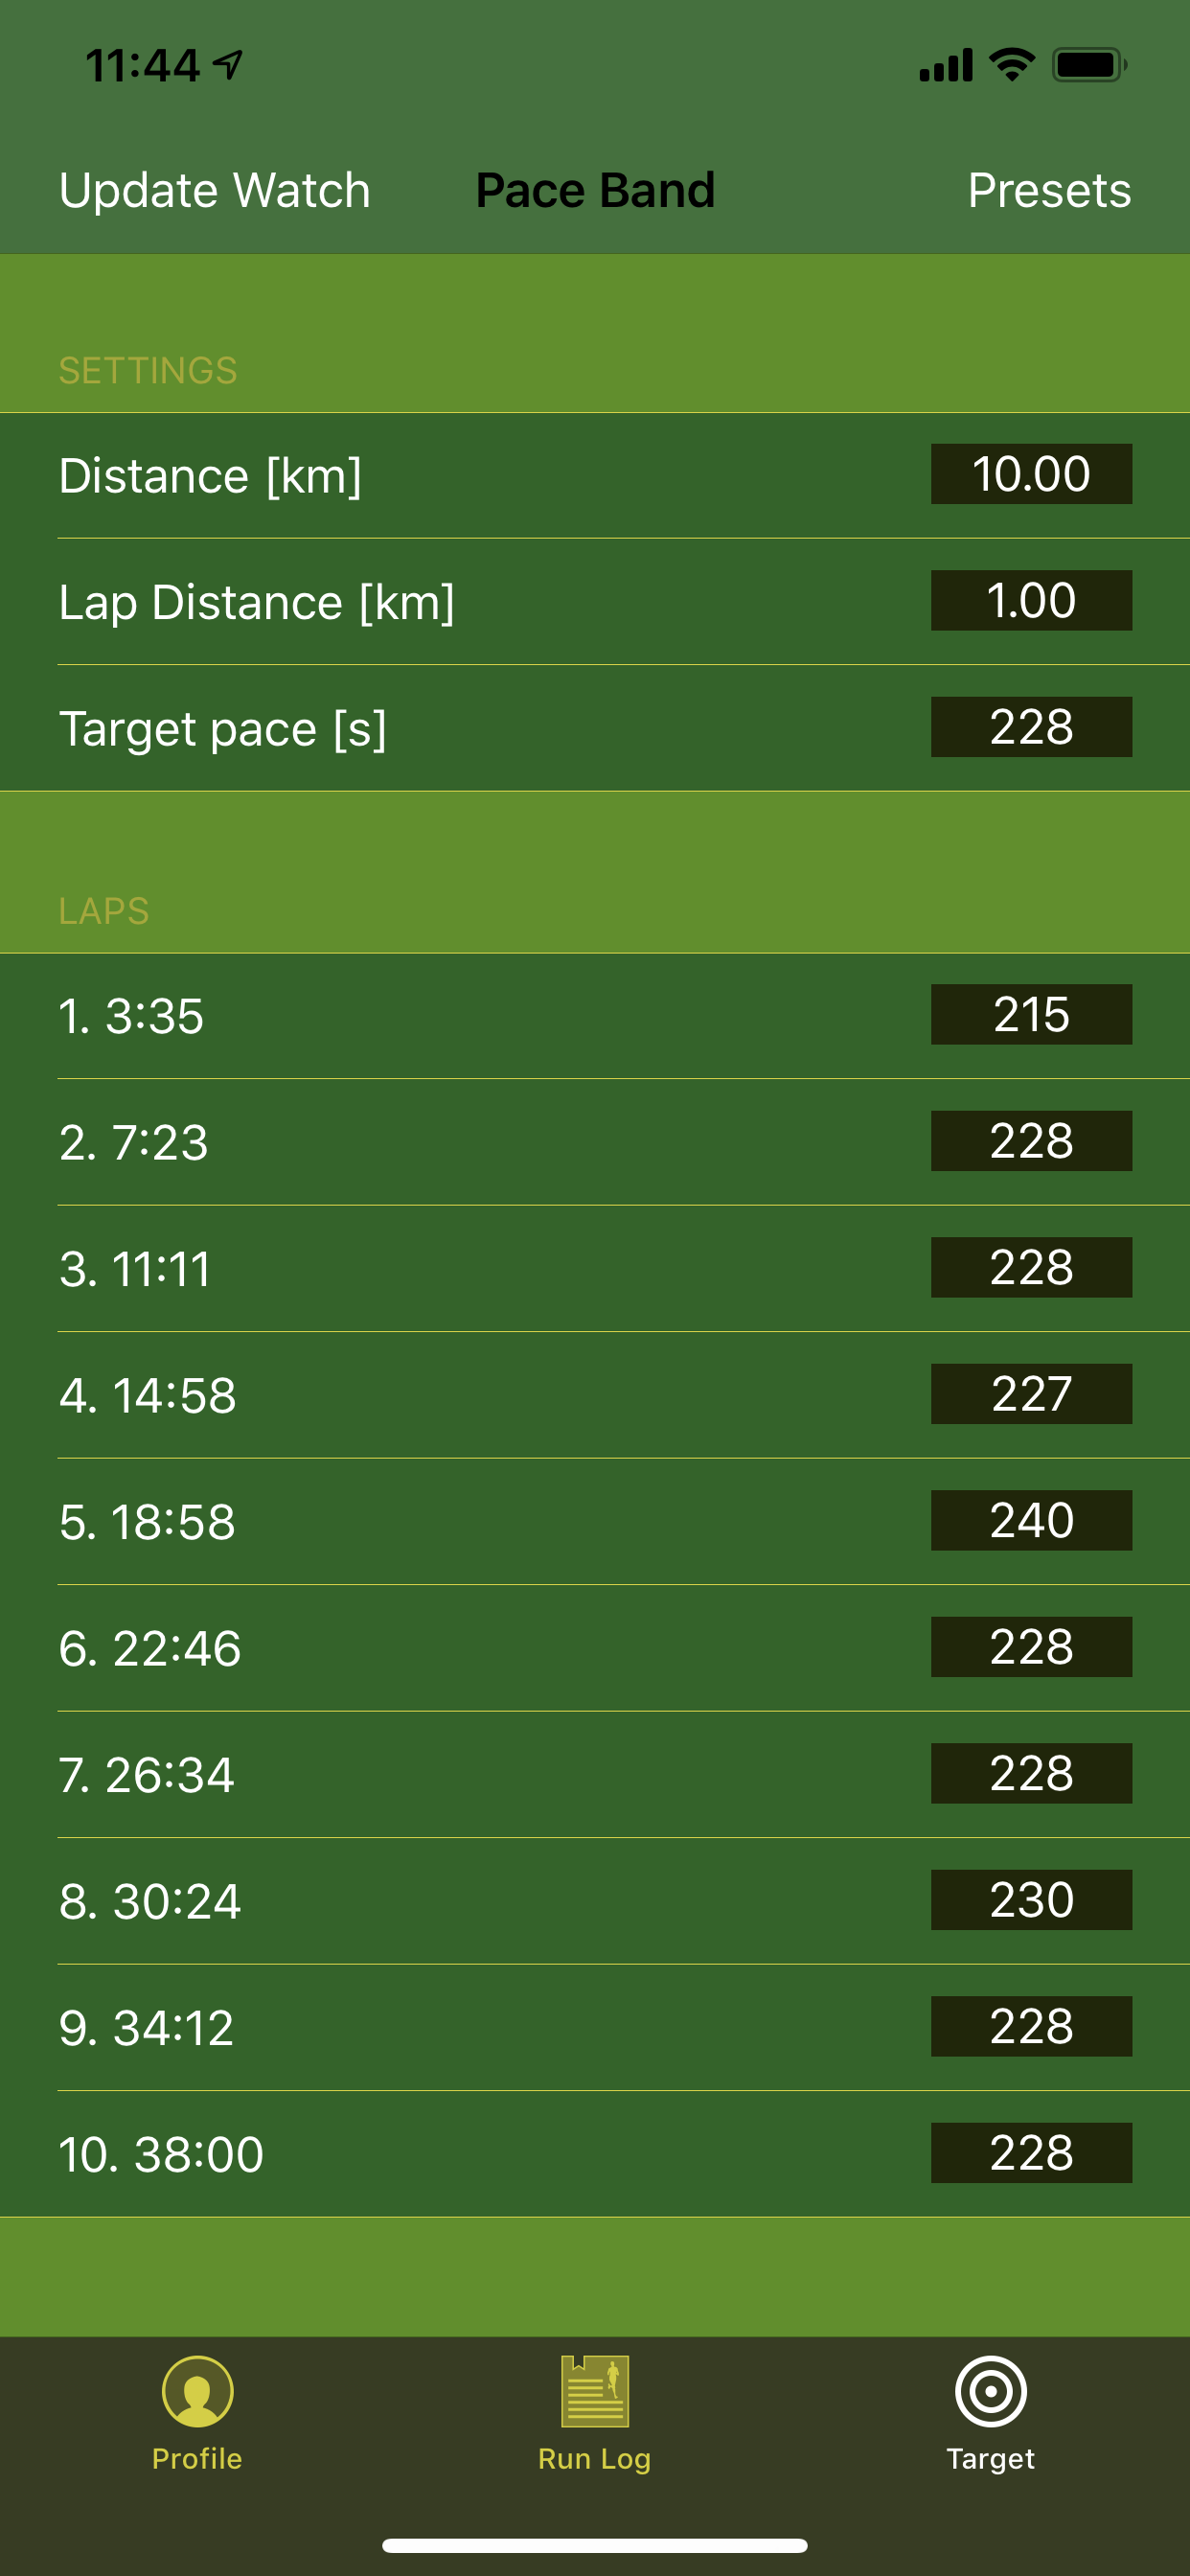 11:44
Update Watch Pace Band Presets
SETTINGS
Distance [km] 10.00
Lap Distance [km] 1.00
Target pace [s] 228
LAPS
1. 3:35 215
2. 7:23 228
3. 11:11 228
4. 14:58 227
5. 18:58 240
6. 22:46 228
7. 26:34 228
8. 30:24 230
9. 34:12 228
10. 38:00 228
Profile Run Log Target